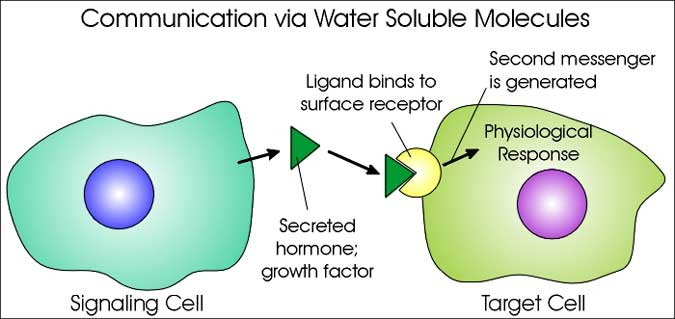 Communication via Water Soluble Molecules
Ligand binds to
surface receptor
Second messenger
is generated
Physiological
Response
Secreted
hormone;
growth factor
Signaling Cell
Target Cell